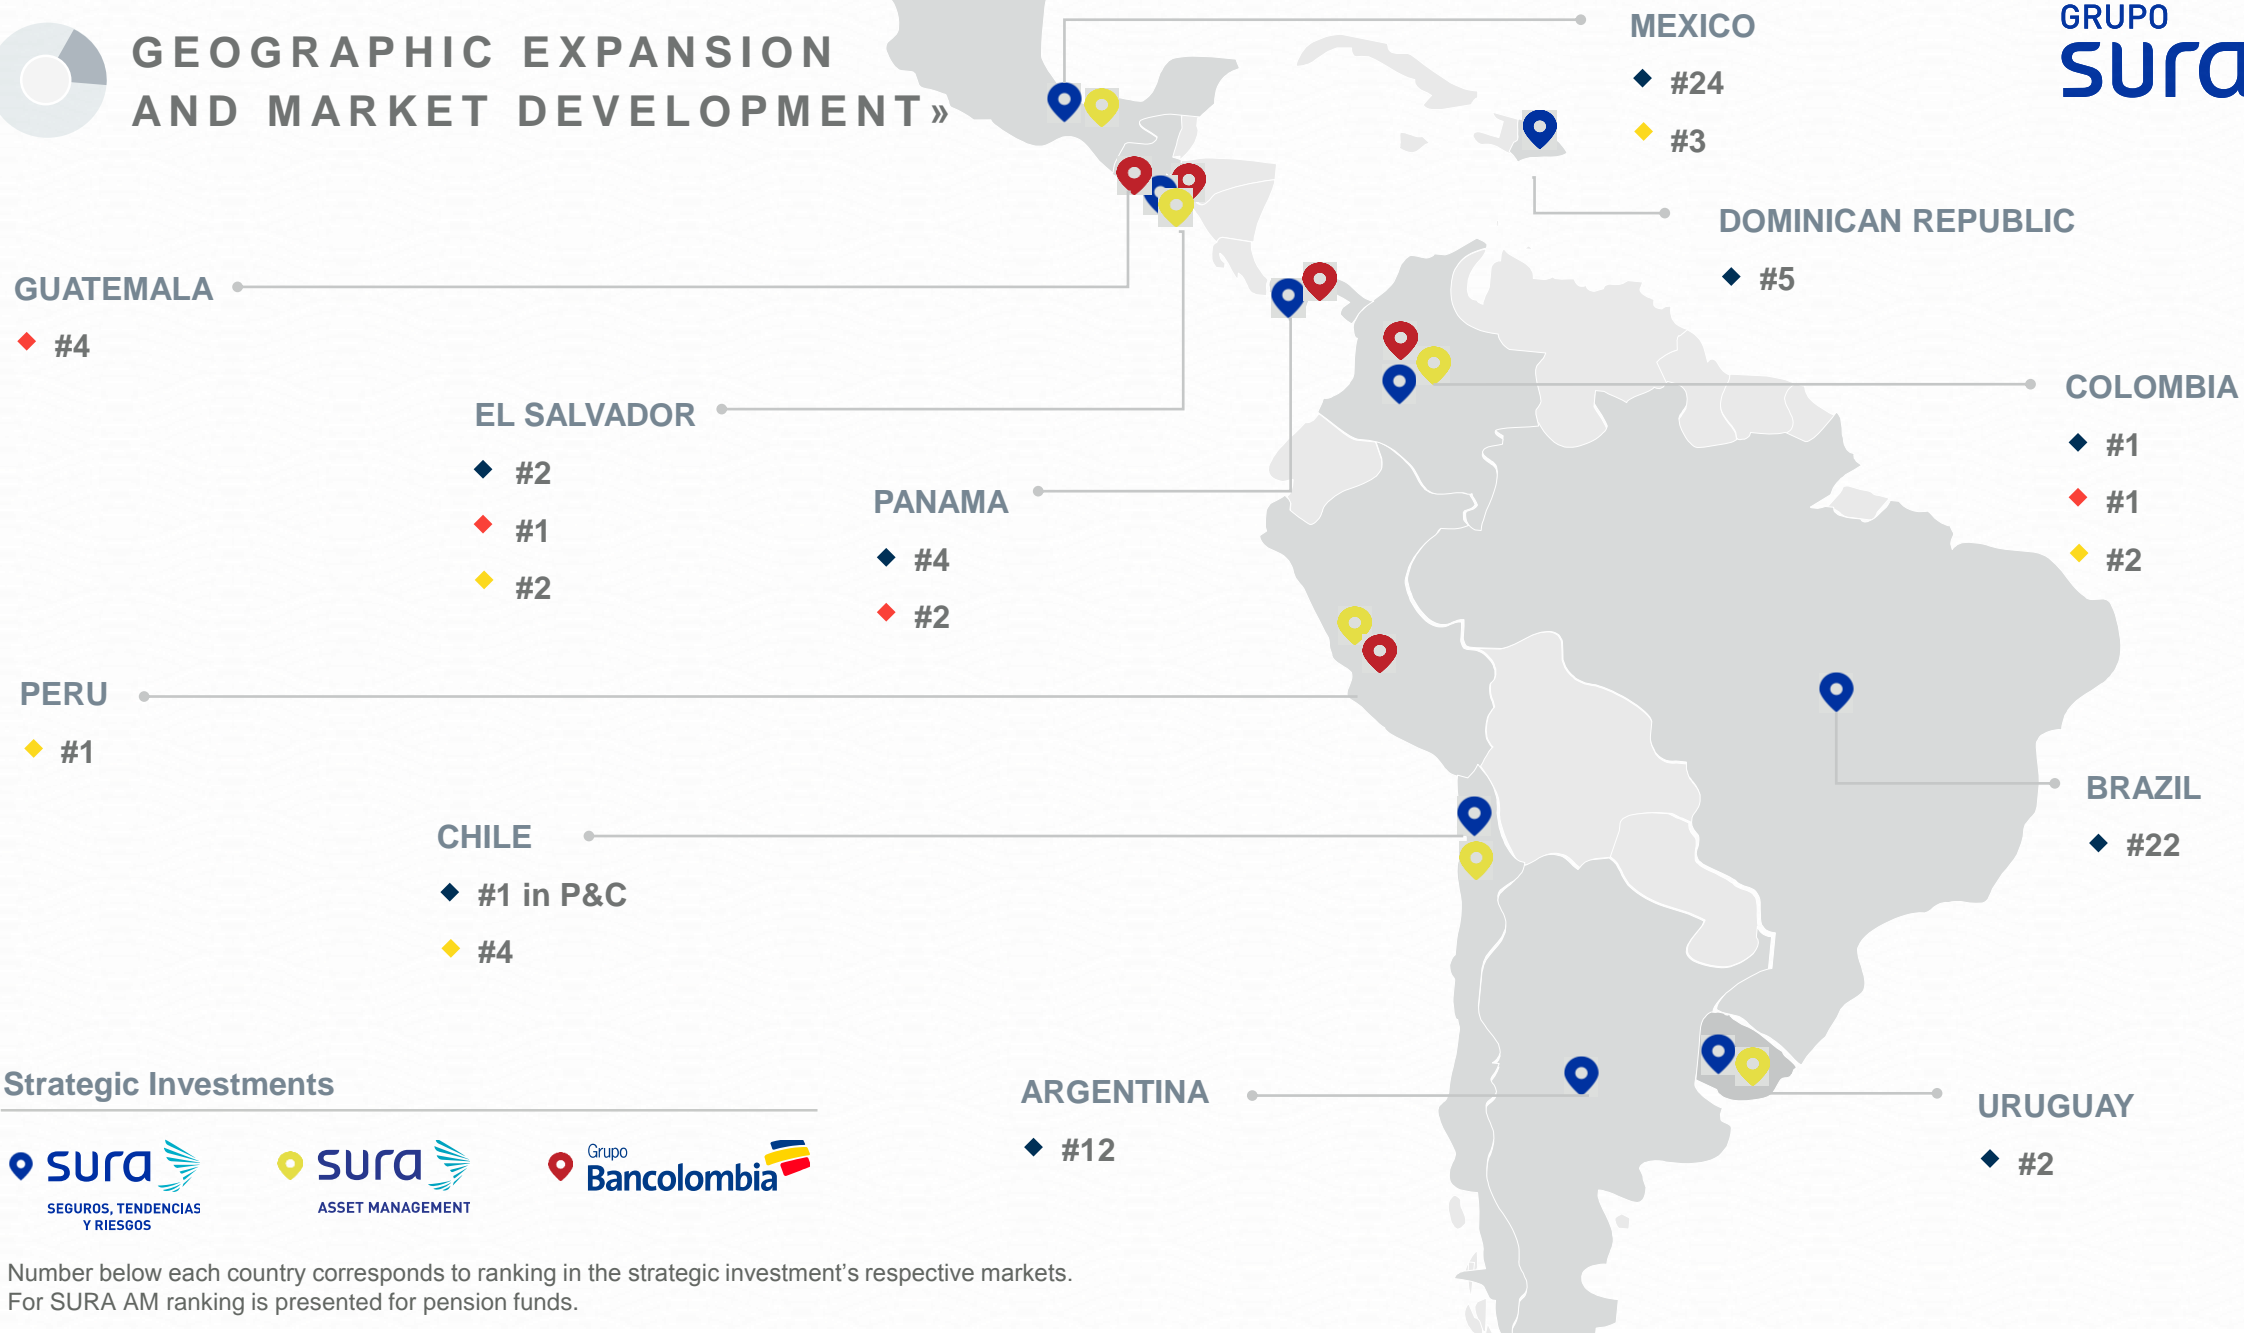 GEOGRAPHIC EXPANSION
AND MARKET DEVELOPMENT»
GRUPO
sura
MEXICO
#24
#3
DOMINICAN REPUBLIC
#5
GUATEMALA
#4
EL SALVADOR
#2
#1
#2
PANAMA
#4
#2
COLOMBIA
#1
#1
#2
PERU
#1
CHILE
#1 in P&C
#4
BRAZIL
#22
ARGENTINA
#12
URUGUAY
#2
Strategic Investments
sura
SEGUROS, TENDENCIAS
Y RIESGOS
sura
ASSET MANAGEMENT
Grupo
Bancolombia
Number below each country corresponds to ranking in the strategic investment’s respective markets.
For SURA AM ranking is presented for pension funds.